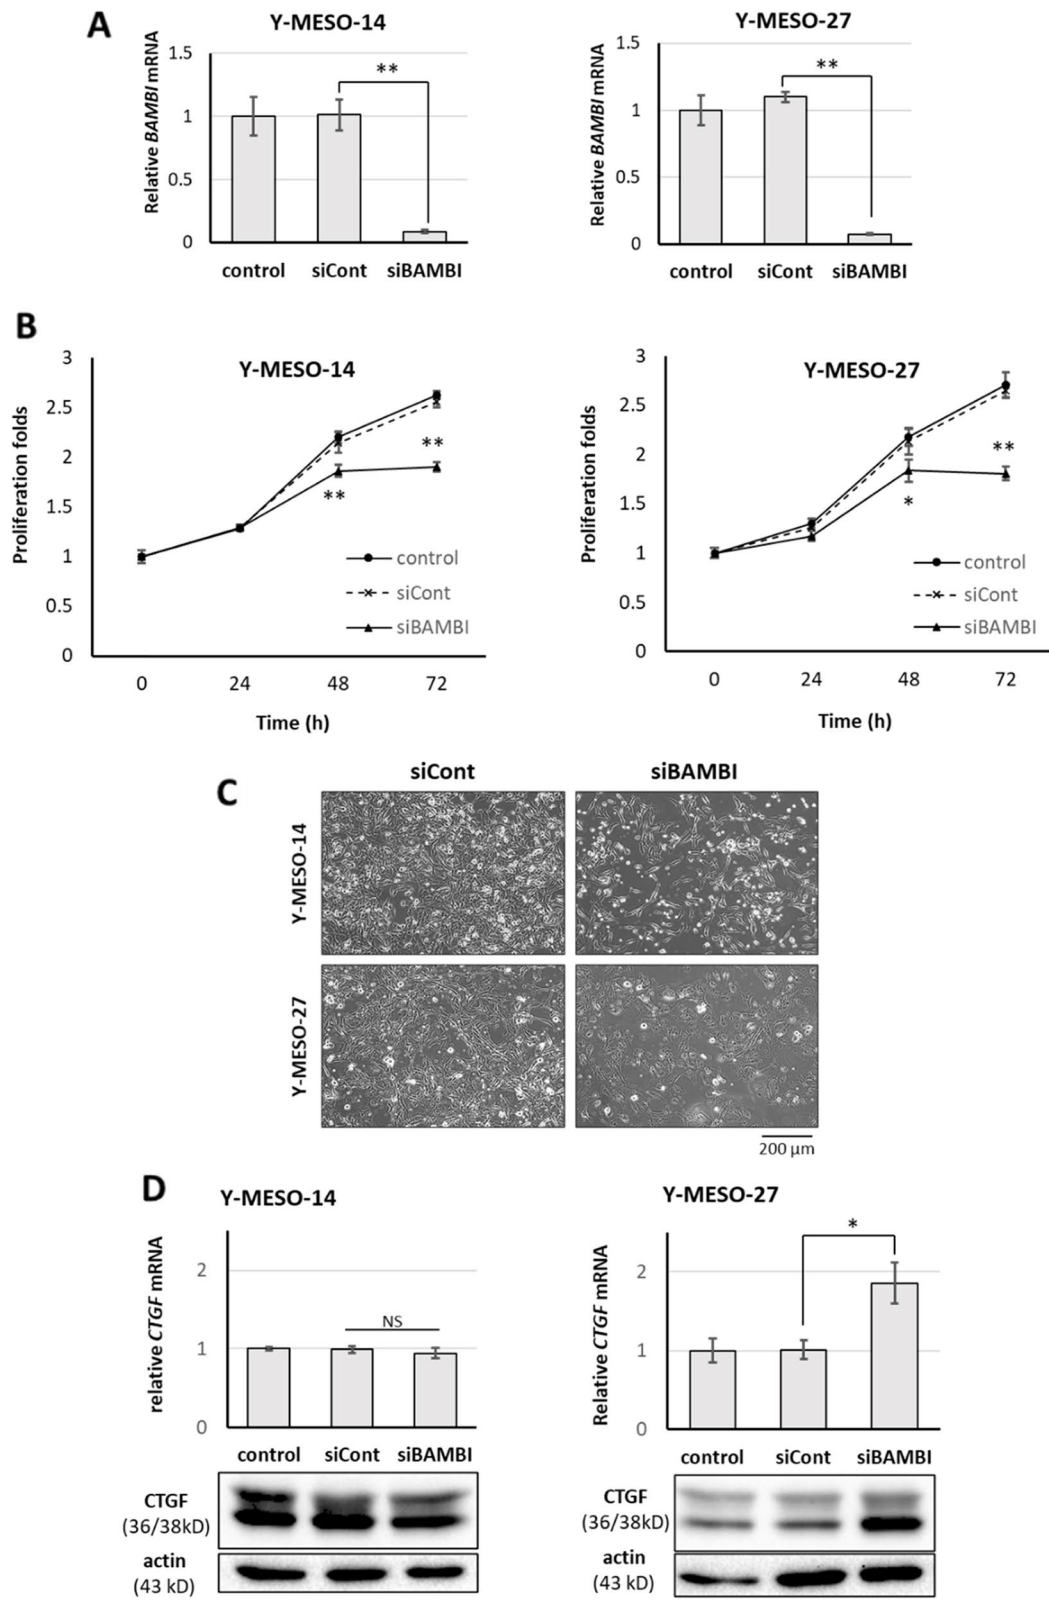 A
Y-MESO-14
Relative BAMBI mRNA
1.5
1
0.5
0
**
control siCont siBAMBI
Y-MESO-27
Relative BAMBI mRNA
1.5
1
0.5
0
**
control siCont siBAMBI
B
Y-MESO-14
Proliferation folds
3
2.5
2
1.5
1
0.5
0
**
**
control
siCont
siBAMBI
0 24 48 72
Time (h)
Y-MESO-27
Proliferation folds
3
2.5
2
1.5
1
0.5
0
**
*
control
siCont
siBAMBI
0 24 48 72
Time (h)
C
siCont siBAMBI
Y-MESO-14
Y-MESO-27
200 µm
D
Y-MESO-14
relative CTGF mRNA
2
1
0
NS
control siCont siBAMBI
CTGF
(36/38kD)
actin
(43 kD)
Y-MESO-27
Relative CTGF mRNA
2
1
0
*
control siCont siBAMBI
CTGF
(36/38kD)
actin
(43 kD)